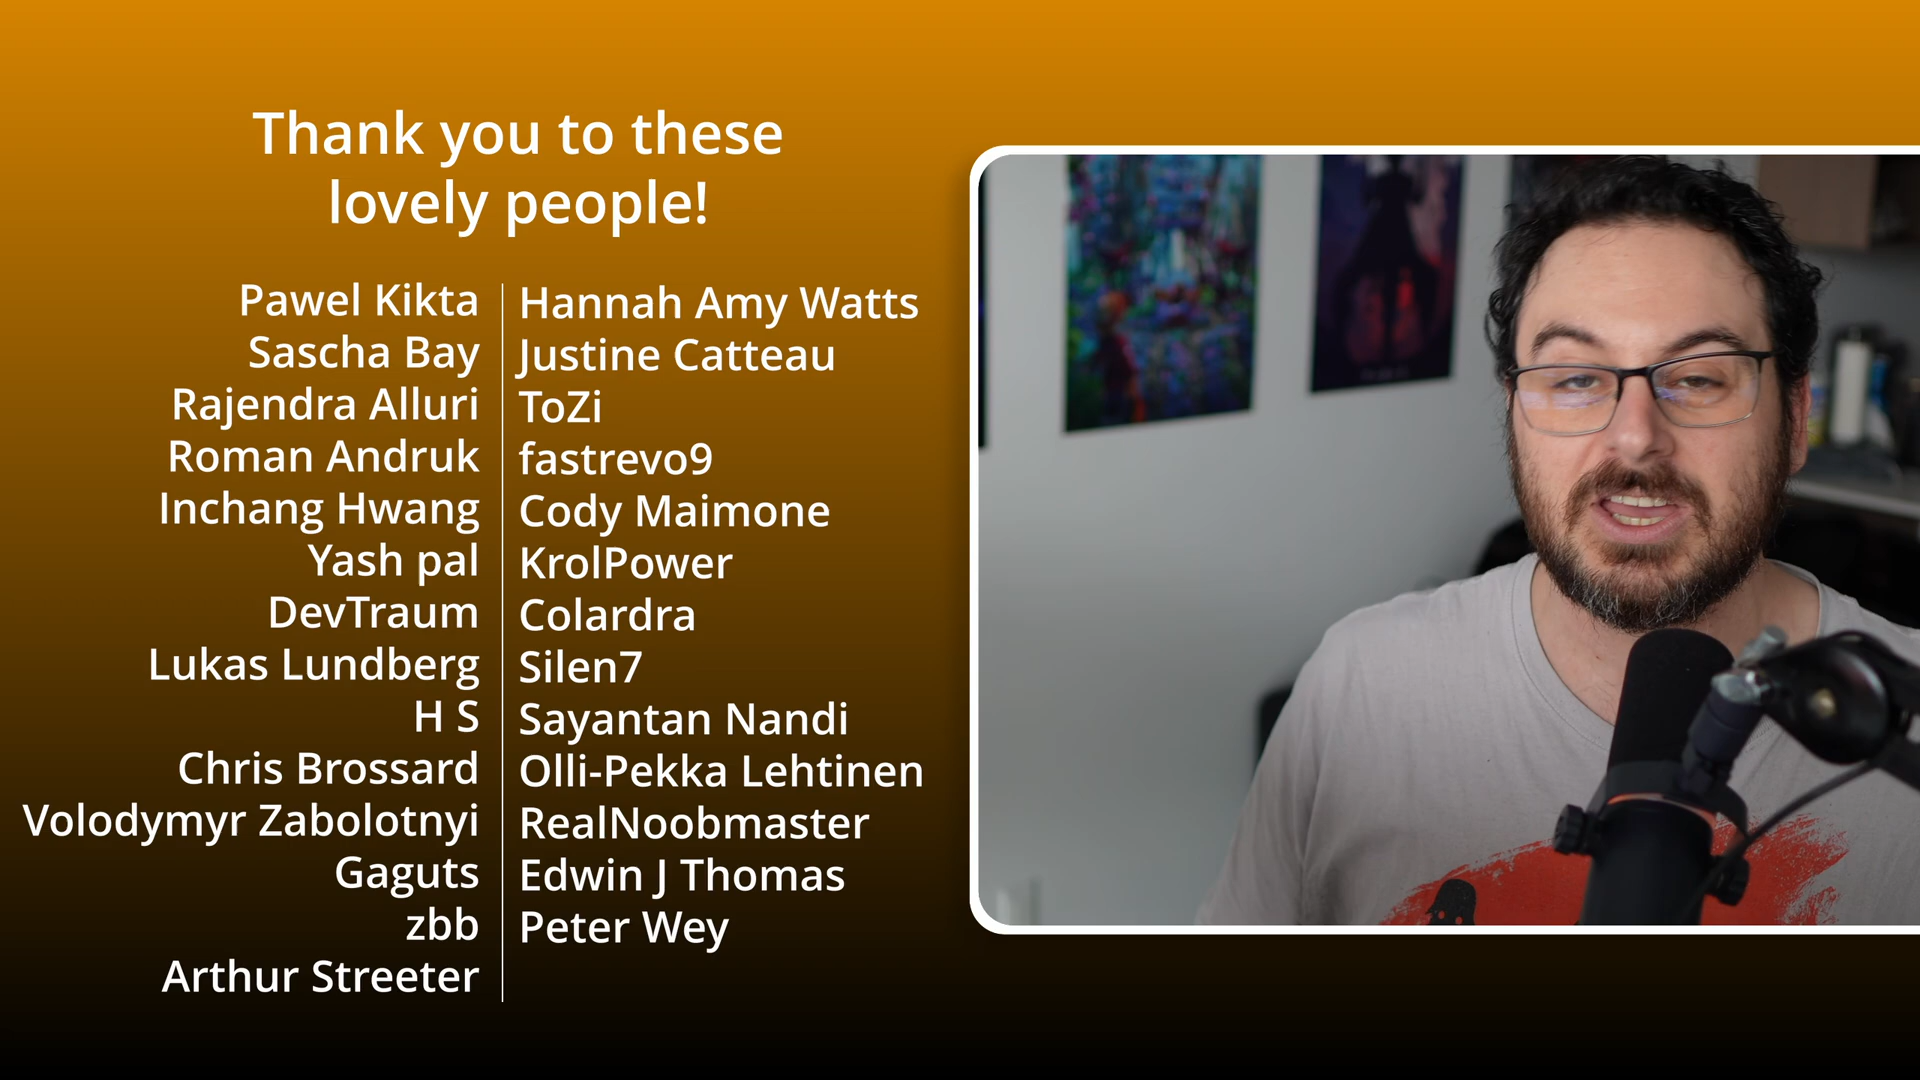 Thank you to these
lovely people!
Pawel Kikta
Sascha Bay
Rajendra Alluri
Roman Andruk
Inchang Hwang
Yash pal
DevTraum
Lukas Lundberg
H S
Chris Brossard
Volodymyr Zabolotnyi
Gaguts
zbb
Arthur Streeter
Hannah Amy Watts
Justine Catteau
ToZi
fastrevo9
Cody Maimone
KrolPower
Colardra
Silen7
Sayantan Nandi
Olli-Pekka Lehtinen
RealNoobmaster
Edwin J Thomas
Peter Wey